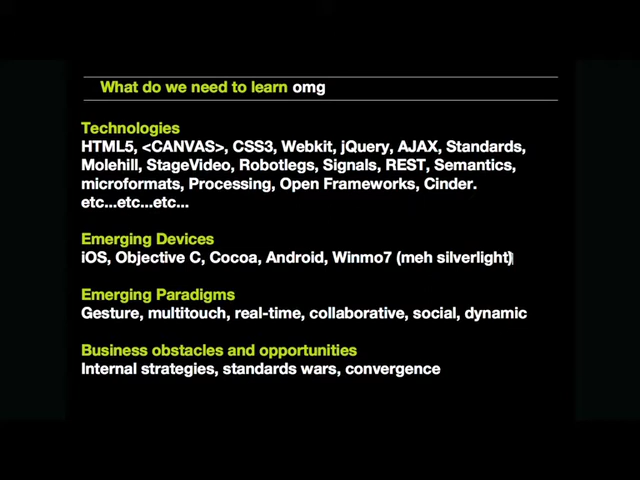 What do we need to learn omg
Technologies
HTML5, <CANVAS>, CSS3, Webkit, jQuery, AJAX, Standards,
Molehill, StageVideo, Robotlegs, Signals, REST, Semantics,
microformats, Processing, Open Frameworks, Cinder.
etc...etc...etc...
Emerging Devices
iOS, Objective C, Cocoa, Android, Winmo7 (meh silverlight)
Emerging Paradigms
Gesture, multitouch, real-time, collaborative, social, dynamic
Business obstacles and opportunities
Internal strategies, standards wars, convergence